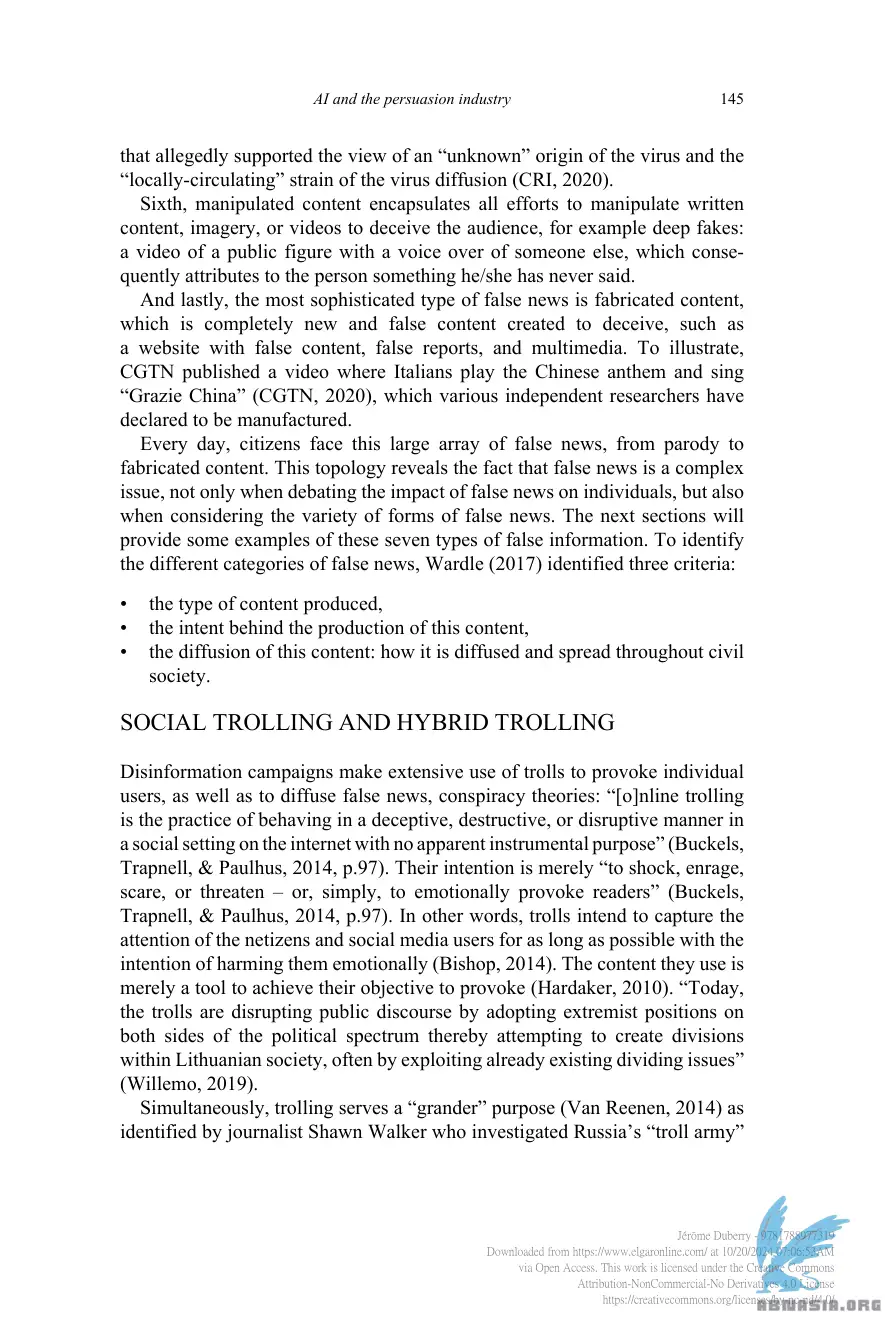 AI and the persuasion industry 145
that allegedly supported the view of an “unknown” origin of the virus and the
“locally-circulating” strain of the virus diffusion (CRI, 2020).
Sixth, manipulated content encapsulates all efforts to manipulate written
content, imagery, or videos to deceive the audience, for example deep fakes:
a video of a public figure with a voice over of someone else, which conse-
quently attributes to the person something he/she has never said.
And lastly, the most sophisticated type of false news is fabricated content,
which is completely new and false content created to deceive, such as
a website with false content, false reports, and multimedia. To illustrate,
CGTN published a video where Italians play the Chinese anthem and sing
“Grazie China” (CGTN, 2020), which various independent researchers have
declared to be manufactured.
Every day, citizens face this large array of false news, from parody to
fabricated content. This topology reveals the fact that false news is a complex
issue, not only when debating the impact of false news on individuals, but also
when considering the variety of forms of false news. The next sections will
provide some examples of these seven types of false information. To identify
the different categories of false news, Wardle (2017) identified three criteria:
• the type of content produced,
• the intent behind the production of this content,
• the diffusion of this content: how it is diffused and spread throughout civil
society.
SOCIAL TROLLING AND HYBRID TROLLING
Disinformation campaigns make extensive use of trolls to provoke individual
users, as well as to diffuse false news, conspiracy theories: “[o]nline trolling
is the practice of behaving in a deceptive, destructive, or disruptive manner in
a social setting on the internet with no apparent instrumental purpose” (Buckels,
Trapnell, & Paulhus, 2014, p.97). Their intention is merely “to shock, enrage,
scare, or threaten – or, simply, to emotionally provoke readers” (Buckels,
Trapnell, & Paulhus, 2014, p.97). In other words, trolls intend to capture the
attention of the netizens and social media users for as long as possible with the
intention of harming them emotionally (Bishop, 2014). The content they use is
merely a tool to achieve their objective to provoke (Hardaker, 2010). “Today,
the trolls are disrupting public discourse by adopting extremist positions on
both sides of the political spectrum thereby attempting to create divisions
within Lithuanian society, often by exploiting already existing dividing issues”
(Willemo, 2019).
Simultaneously, trolling serves a “grander” purpose (Van Reenen, 2014) as
identified by journalist Shawn Walker who investigated Russia’s “troll army”
Jérôme Duberry - 9781788977319
Downloaded from https://www.elgaronline.com/ at 10/20/2024 07:06:52AM
via Open Access. This work is licensed under the Creative Commons
Attribution-NonCommercial-No Derivatives 4.0 License
https://creativecommons.org/licenses/by-nc-nd/4.0/
ABNASIA.ORG